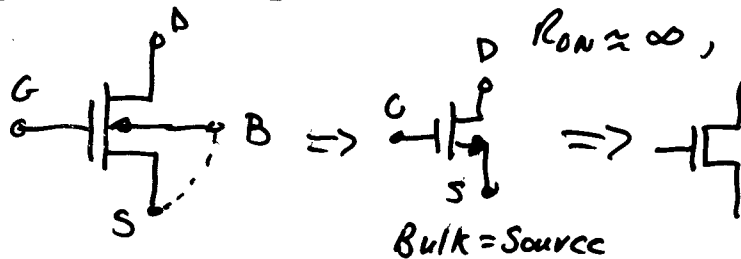 D
G
B
S
=>
D
G
S
Bulk = Source
=>
R_ON ≈ ∞,